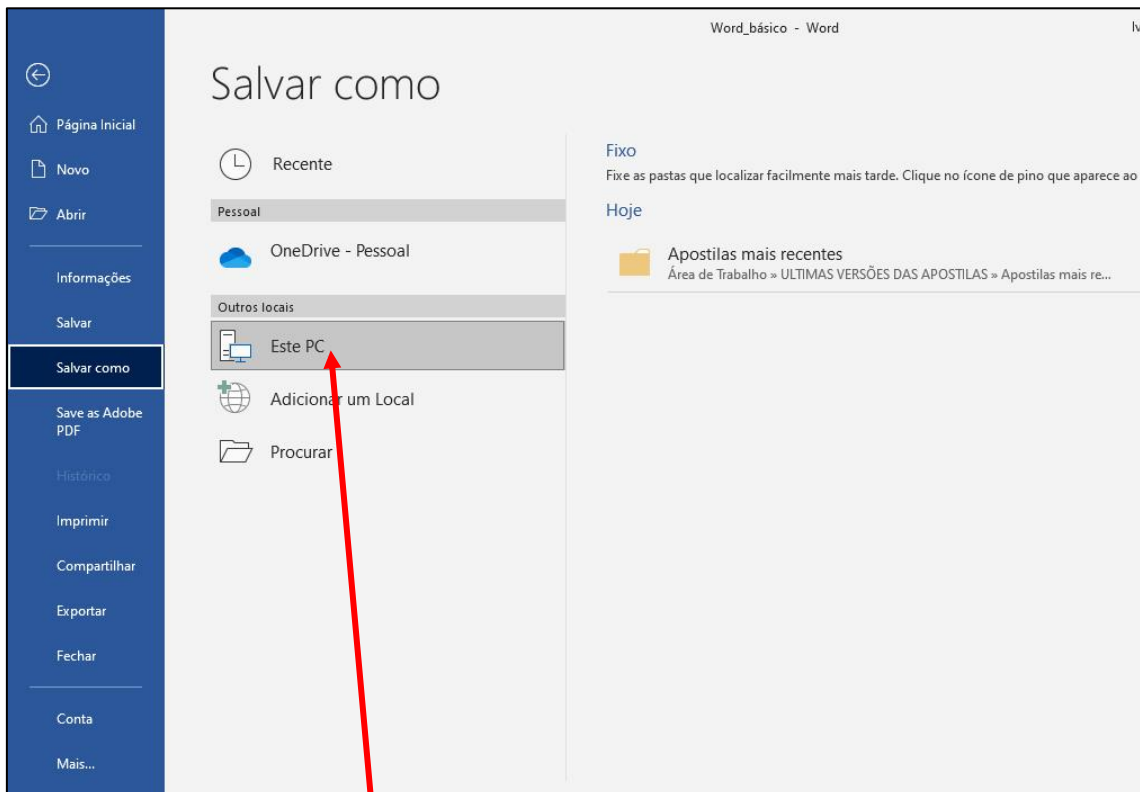 Word_básico - Word
Salvar como
Página Inicial
Novo
Abrir
Informações
Salvar
Salvar como
Save as Adobe
PDF
Histórico
Imprimir
Compartilhar
Exportar
Fechar
Conta
Mais...
Recente
Pessoal
OneDrive - Pessoal
Outros locais
Este PC
Adicionar um Local
Procurar
Fixo
Fixe as pastas que localizar facilmente mais tarde. Clique no ícone de pino que aparece ao
Hoje
Apostilas mais recentes
Área de Trabalho » ULTIMAS VERSÕES DAS APOSTILAS » Apostilas mais re...